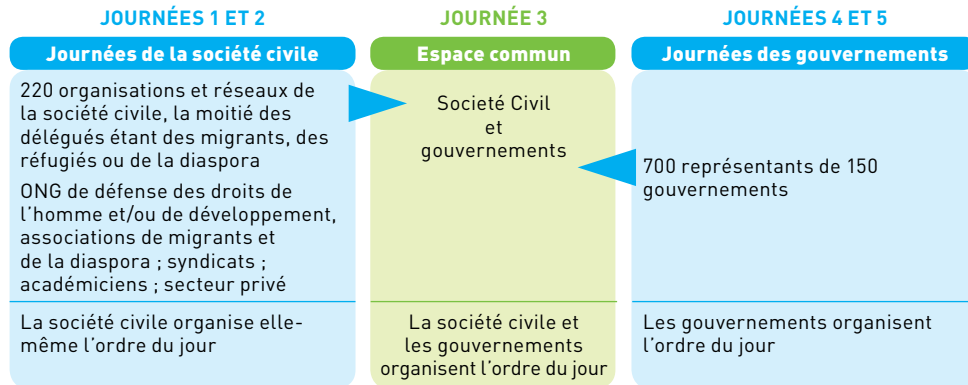 JOURNÉES 1 ET 2
Journées de la société civile
220 organisations et réseaux de
la société civile, la moitié des
délégués étant des migrants, des
réfugiés ou de la diaspora
ONG de défense des droits de
l'homme et/ou de développement,
associations de migrants et
de la diaspora ; syndicats ;
académiciens ; secteur privé
La société civile organise elle-
même l'ordre du jour
JOURNÉE 3
Espace commun
Societé Civil
et
gouvernements
La société civile et
les gouvernements
organisent l'ordre du jour
JOURNÉES 4 ET 5
Journées des gouvernements
700 représentants de 150
gouvernements
Les gouvernements organisent
l'ordre du jour